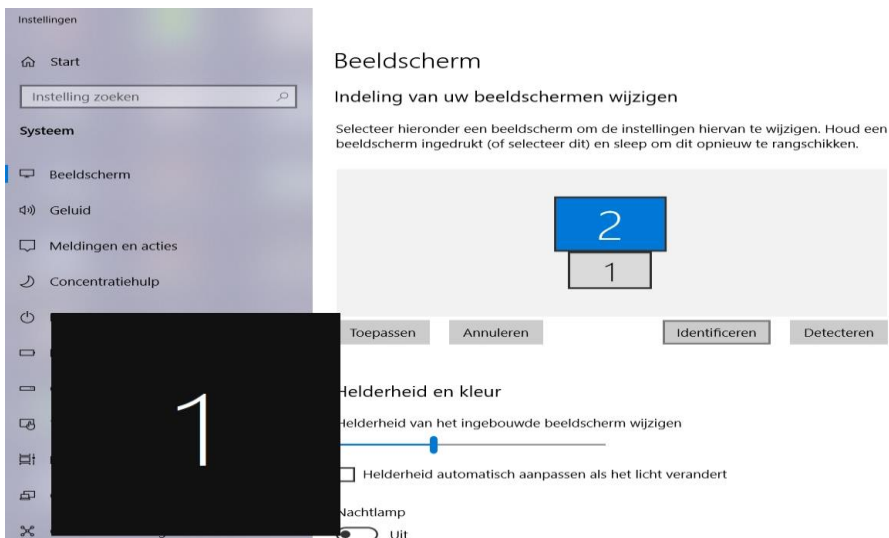 Instellingen
Start
Instelling zoeken
Systeem
Beeldscherm
Geluid
Meldingen en acties
Concentratiehulp
Beeldscherm
Indeling van uw beeldschermen wijzigen
Selecteer hieronder een beeldscherm om de instellingen hiervan te wijzigen. Houd een
beeldscherm ingedrukt (of selecteer dit) en sleep om dit opnieuw te rangschikken.
2
1
Toepassen Annuleren Identificeren Detecteren
Helderheid en kleur
Helderheid van het ingebouwde beeldscherm wijzigen
Helderheid automatisch aanpassen als het licht verandert
Nachtlamp
Uit
1